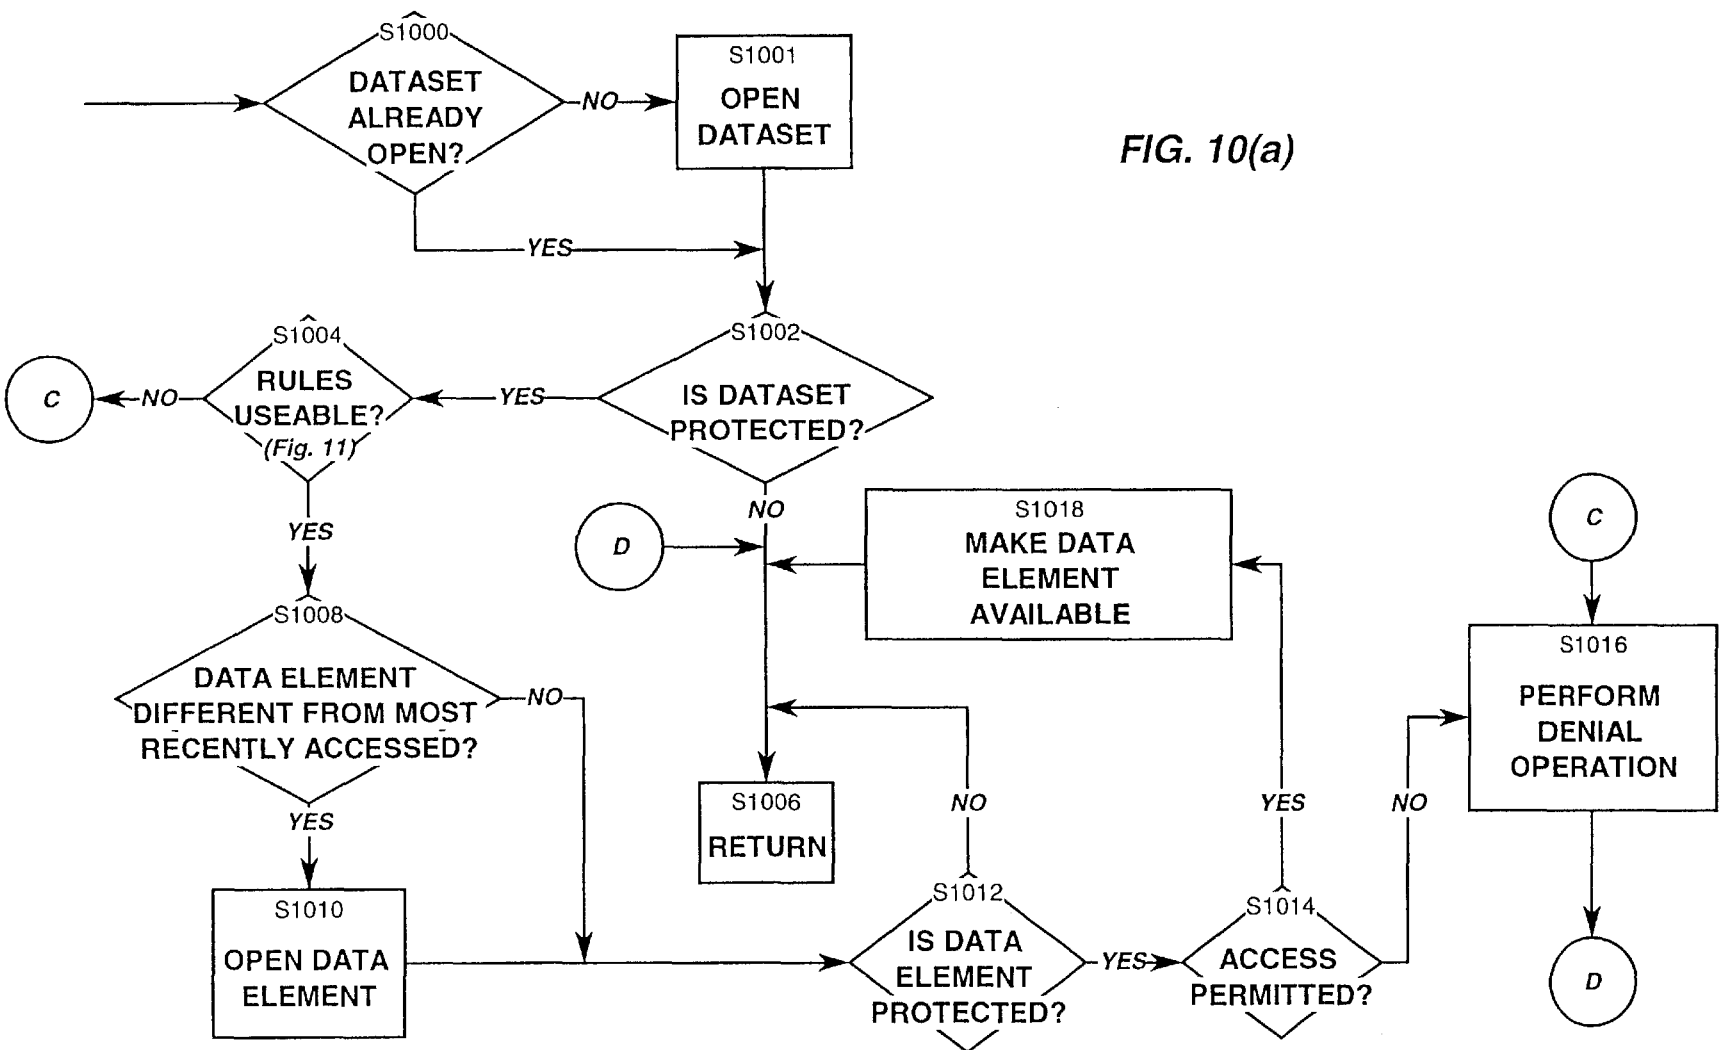 S1000
DATASET
ALREADY
OPEN?
NO
S1001
OPEN
DATASET
FIG. 10(a)
YES
S1002
IS DATASET
PROTECTED?
YES
S1004
RULES
USEABLE?
(Fig. 11)
NO
C
YES
NO
D
S1018
MAKE DATA
ELEMENT
AVAILABLE
C
S1008
DATA ELEMENT
DIFFERENT FROM MOST
RECENTLY ACCESSED?
NO
YES
S1016
PERFORM
DENIAL
OPERATION
S1006
RETURN
NO
YES
NO
S1010
OPEN DATA
ELEMENT
S1012
IS DATA
ELEMENT
PROTECTED?
YES
S1014
ACCESS
PERMITTED?
D